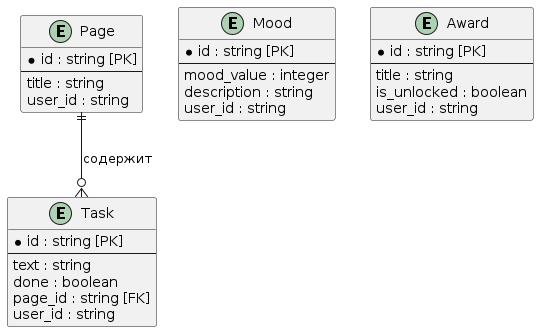 E Page
id : string [PK]
title : string
user_id : string
E Mood
id : string [PK]
mood_value : integer
description : string
user_id : string
E Award
id : string [PK]
title : string
is_unlocked : boolean
user_id : string
содержит
E Task
id : string [PK]
text : string
done : boolean
page_id : string [FK]
user_id : string